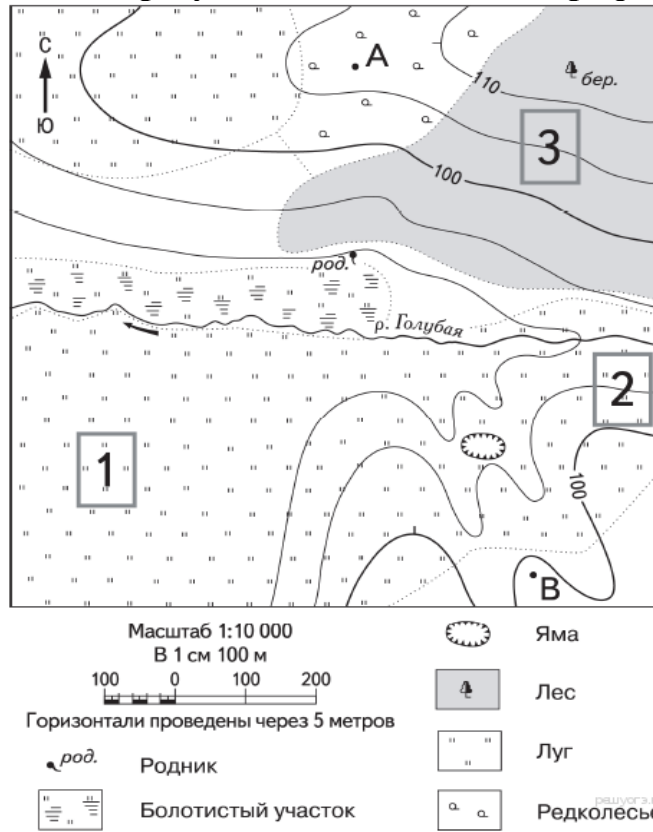 С
Ю
А
бер.
110
3
100
род.
р. Голубая
2
1
100
В
Масштаб 1:10 000
В 1 см 100 м
100 0 100 200
Горизонтали проведены через 5 метров
род. Родник
Болотистый участок
Яма
Лес
Луг
Редколесье